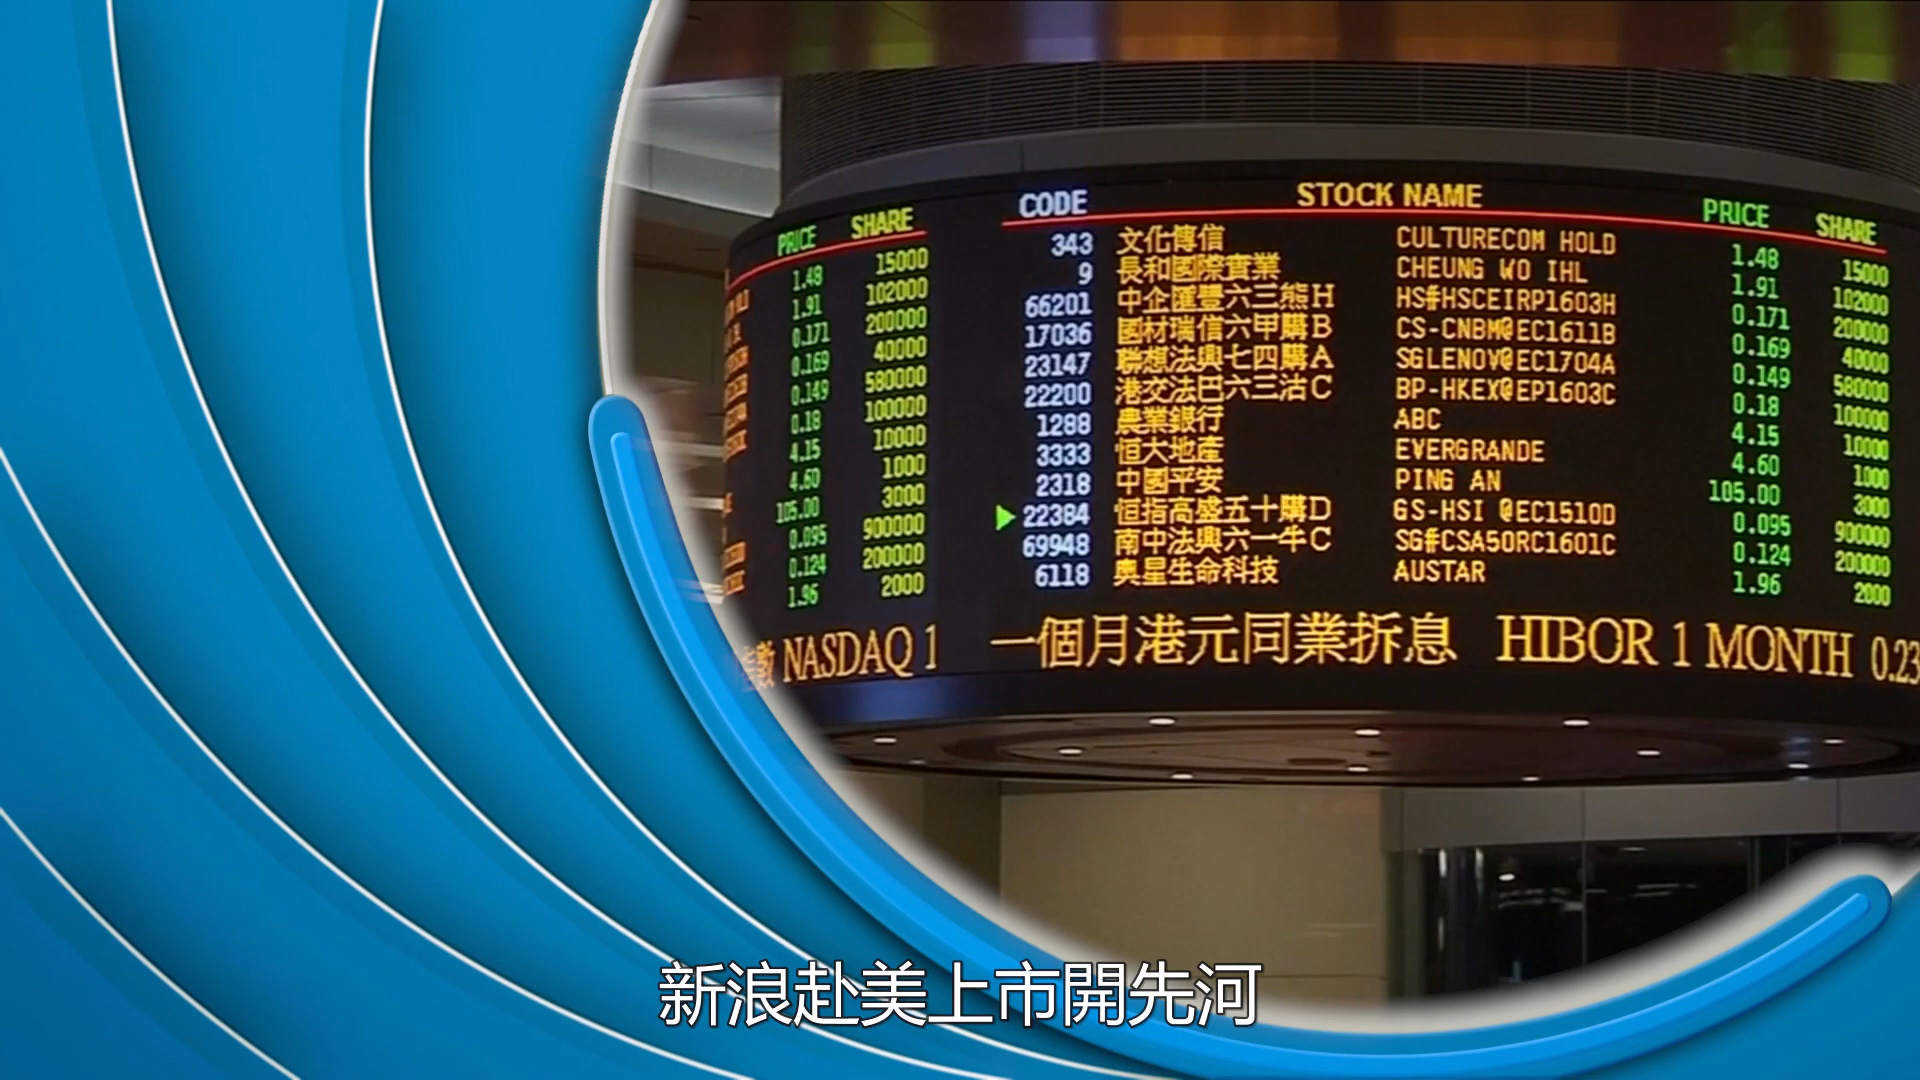 PRICE SHARE
1.48 15000
1.91 102000
0.171 200000
0.169 40000
0.149 580000
0.18 100000
4.15 10000
4.60 1000
105.00 3000
0.095 900000
0.124 200000
1.96 2000
CODE STOCK NAME PRICE SHARE
343 文化傳信 CULTURECOM HOLD 1.48 15000
9 長和國際實業 CHEUNG WO IHL 1.91 102000
66201 中企匯豐六三熊H HS#HSCEIRP1603H 0.171 200000
17036 國材瑞信六甲購B CS-CNBM@EC1611B 0.169 40000
23147 聯想法興七四購A SGLENOV@EC1704A 0.149 580000
22200 港交法巴六三沽C BP-HKEX@EP1603C 0.18 100000
1288 農業銀行 ABC 4.15 10000
3333 恒大地產 EVERGRANDE 4.60 1000
2318 中國平安 PING AN 105.00 3000
22384 恒指高盛五十購D GS-HSI @EC1510D 0.095 900000
69948 南中法興六一牛C SG#CSA50RC1601C 0.124 200000
6118 奧星生命科技 AUSTAR 1.96 2000
指數 NASDAQ 1 一個月港元同業拆息 HIBOR 1 MONTH 0.23
新浪赴美上市開先河